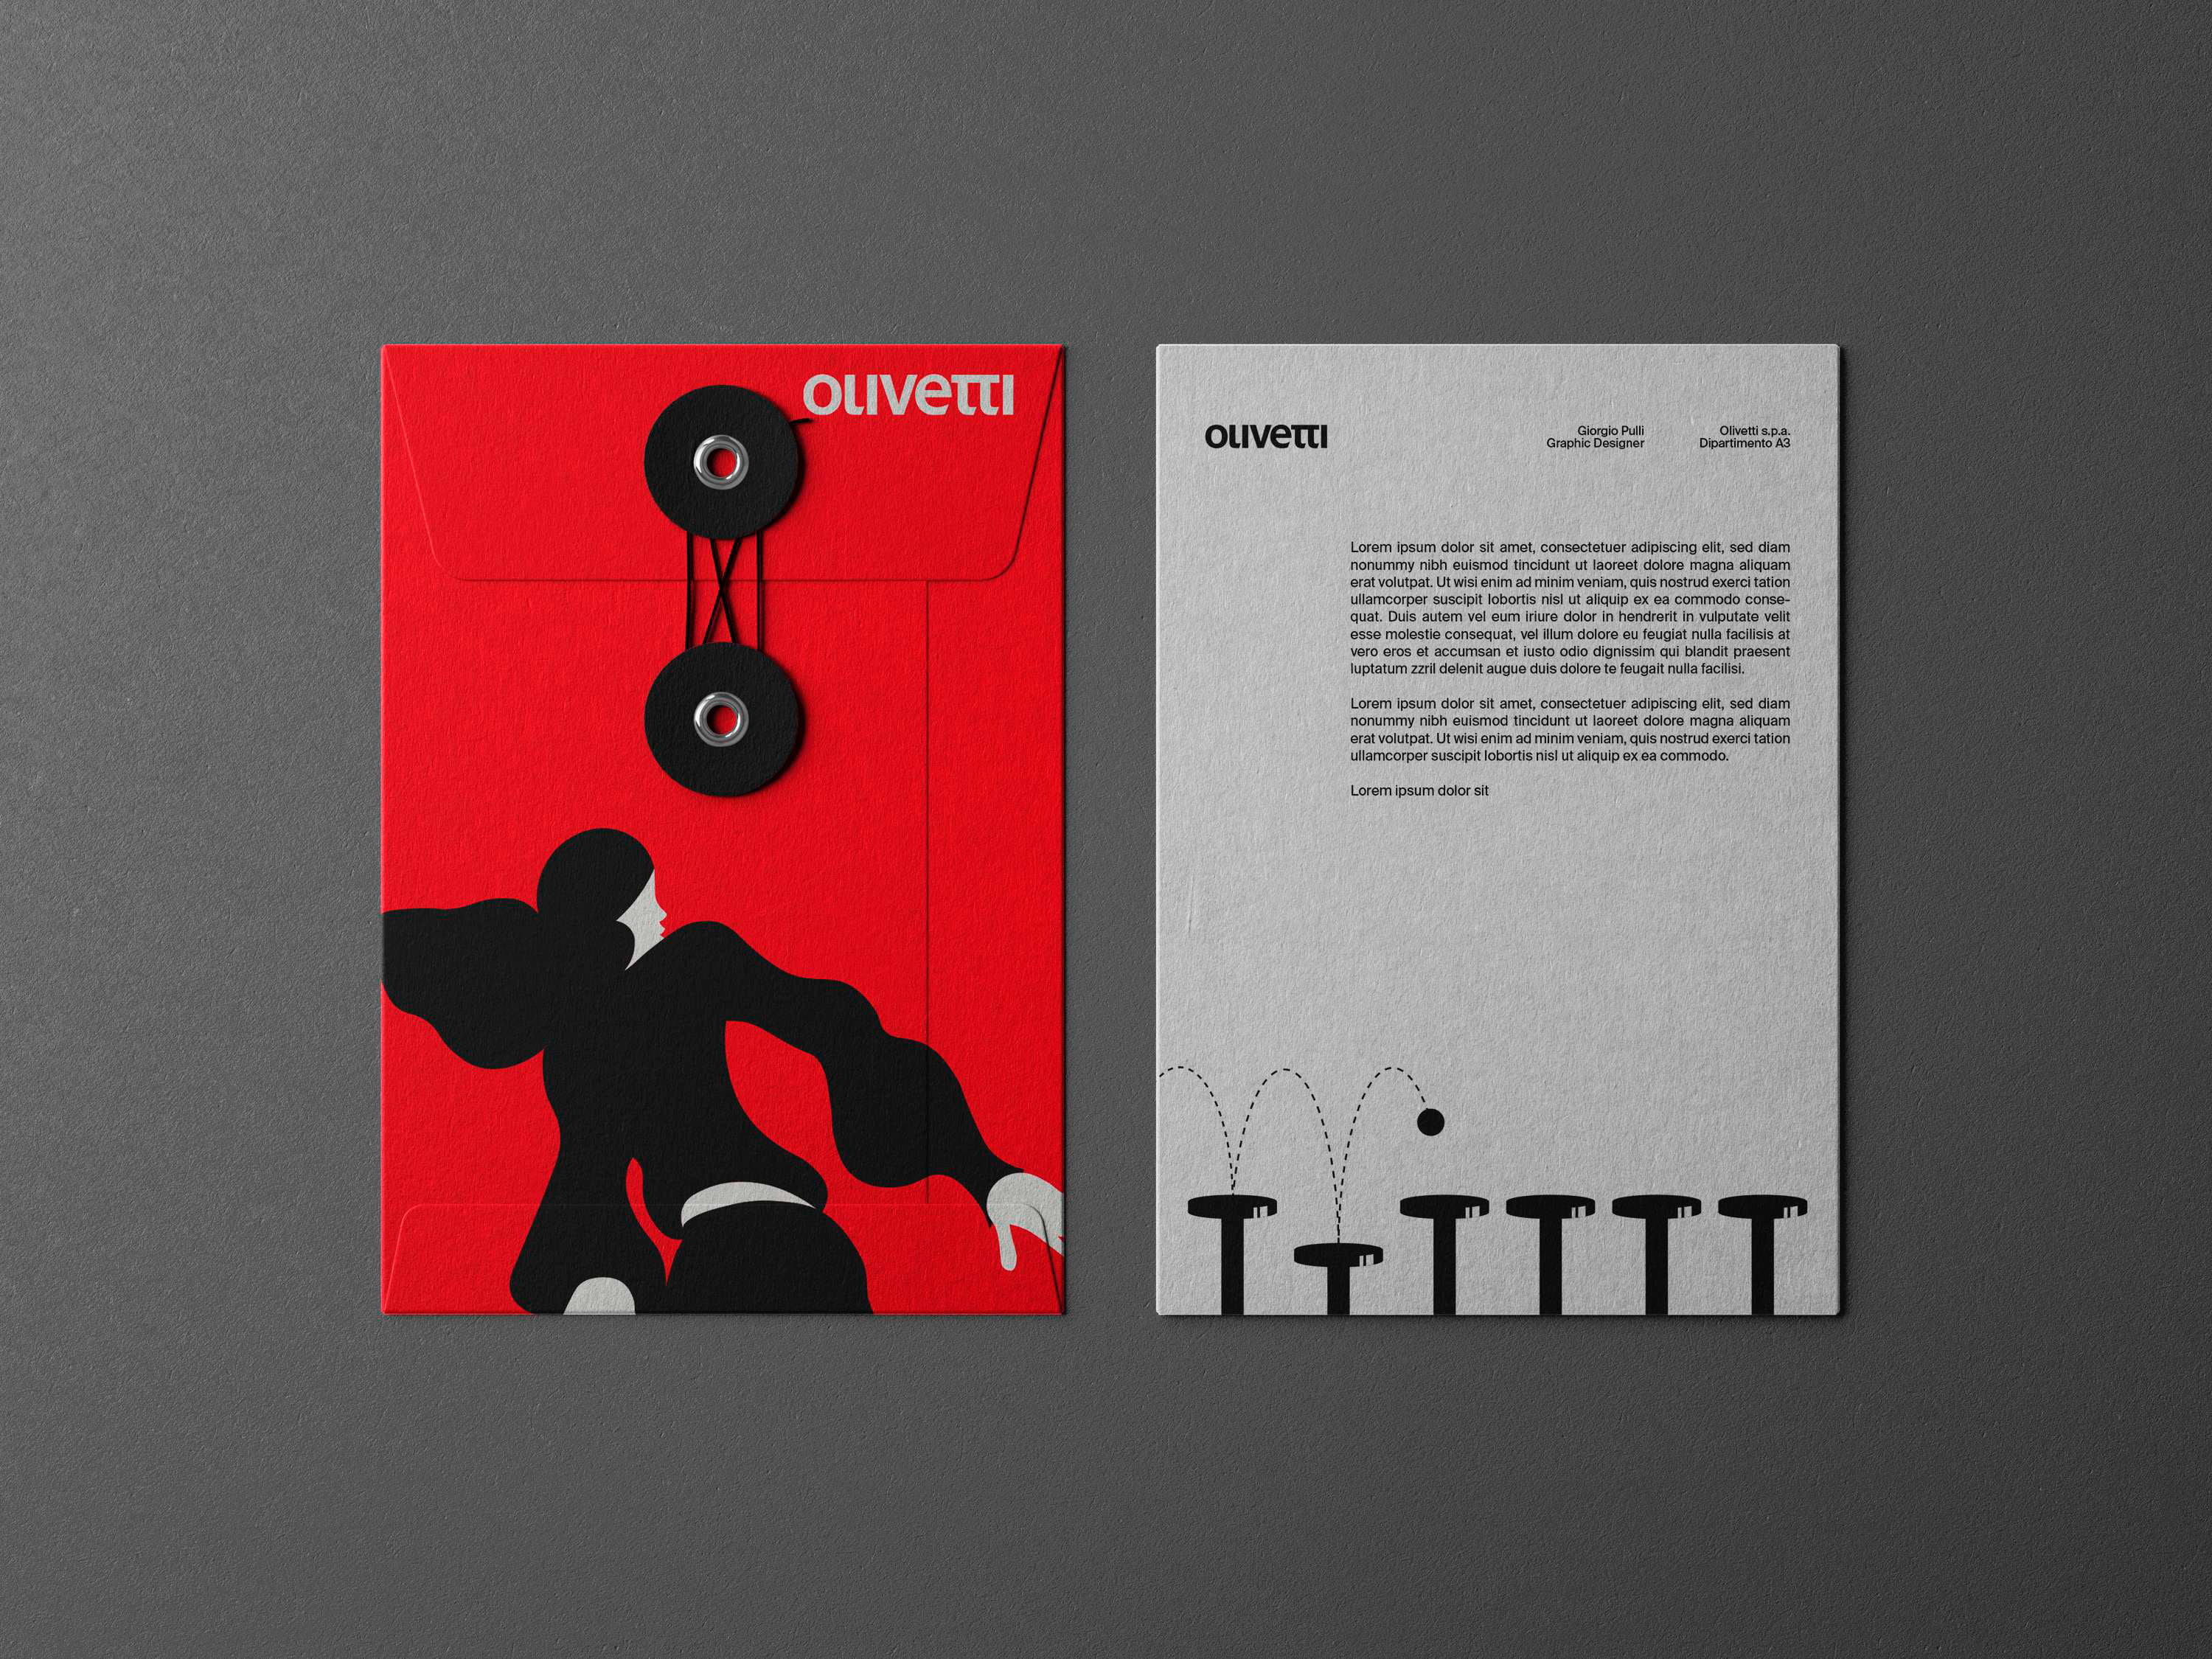 olivetti
olivetti
Giorgio Pulli
Graphic Designer
Olivetti s.p.a.
Dipartimento A3
Lorem ipsum dolor sit amet, consectetuer adipiscing elit, sed diam
nonummy nibh euismod tincidunt ut laoreet dolore magna aliquam
erat volutpat. Ut wisi enim ad minim veniam, quis nostrud exerci tation
ullamcorper suscipit lobortis nisl ut aliquip ex ea commodo conse-
quat. Duis autem vel eum iriure dolor in hendrerit in vulputate velit
esse molestie consequat, vel illum dolore eu feugiat nulla facilisis at
vero eros et accumsan et iusto odio dignissim qui blandit praesent
luptatum zzril delenit augue duis dolore te feugait nulla facilisi.
Lorem ipsum dolor sit amet, consectetuer adipiscing elit, sed diam
nonummy nibh euismod tincidunt ut laoreet dolore magna aliquam
erat volutpat. Ut wisi enim ad minim veniam, quis nostrud exerci tation
ullamcorper suscipit lobortis nisl ut aliquip ex ea commodo.
Lorem ipsum dolor sit